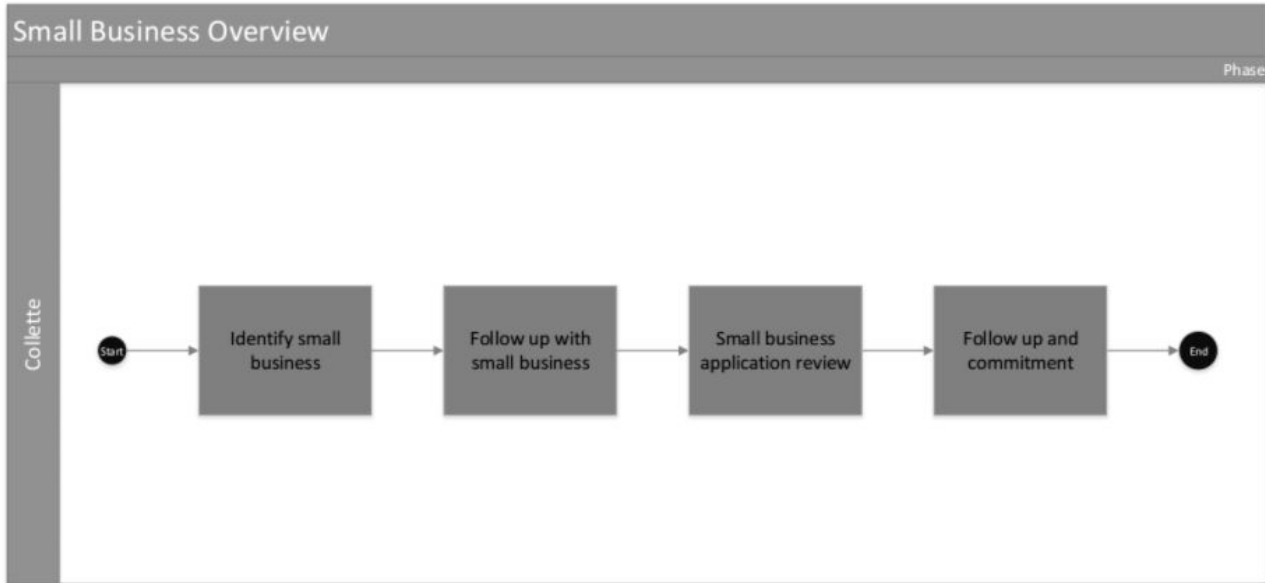 Small Business Overview
Phase
Collette
Start
Identify small
business
Follow up with
small business
Small business
application review
Follow up and
commitment
End